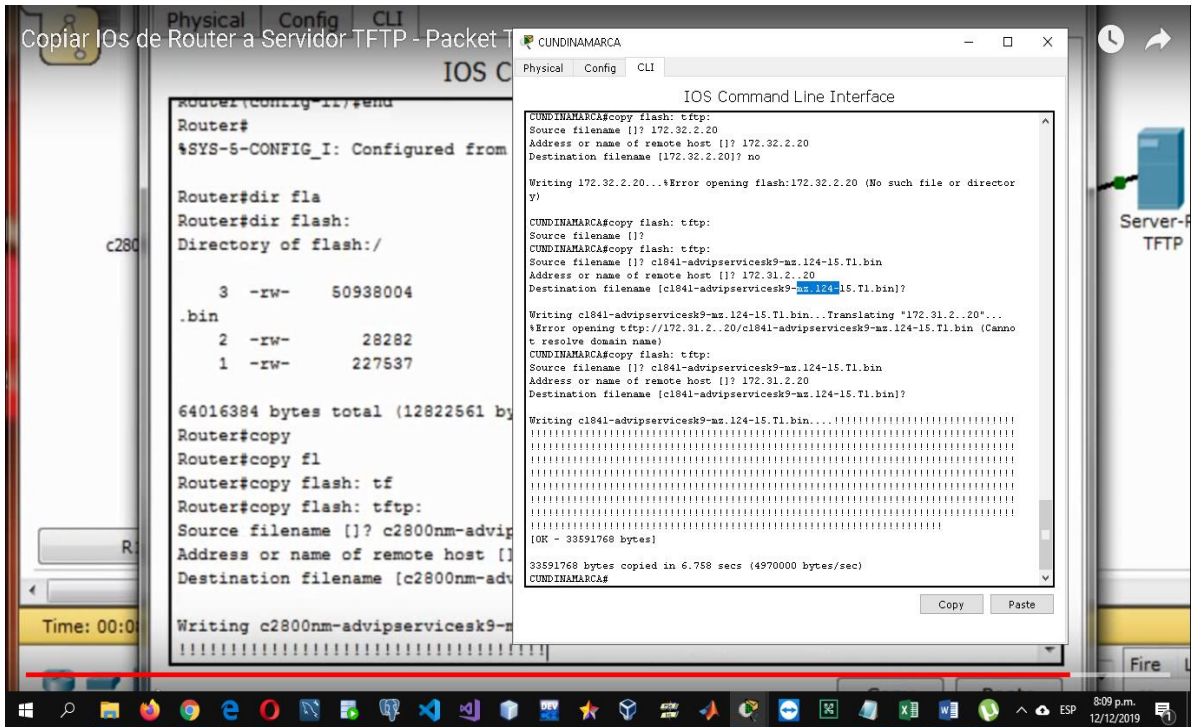 Physical Config CLI
Copiar IOs de Router a Servidor TFTP - Packet T
IOS C
Router(config-if)#end
Router#
%SYS-5-CONFIG_I: Configured from
Router#dir fla
Router#dir flash:
Directory of flash:/
3 -rw- 50938004
.bin
2 -rw- 28282
1 -rw- 227537
64016384 bytes total (12822561 by
Router#copy
Router#copy fl
Router#copy flash: tf
Router#copy flash: tftp:
Source filename []? c2800nm-advip
Address or name of remote host []
Destination filename [c2800nm-adv
Writing c2800nm-advipservicesk9-m
!!!!!!!!!!!!!!!!!!!!!!!!!!!!!!!!!!!
c280
R1
Time: 00:0
CUNDINAMARCA
Physical Config CLI
IOS Command Line Interface
CUNDINAMARCA#copy flash: tftp:
Source filename []? 172.32.2.20
Address or name of remote host []? 172.32.2.20
Destination filename [172.32.2.20]? no
Writing 172.32.2.20...%Error opening flash:172.32.2.20 (No such file or director
y)
CUNDINAMARCA#copy flash: tftp:
Source filename []?
CUNDINAMARCA#copy flash: tftp:
Source filename []? c1841-advipservicesk9-mz.124-15.T1.bin
Address or name of remote host []? 172.31.2..20
Destination filename [c1841-advipservicesk9-mz.124-15.T1.bin]?
Writing c1841-advipservicesk9-mz.124-15.T1.bin...Translating "172.31.2..20"...
%Error opening tftp://172.31.2..20/c1841-advipservicesk9-mz.124-15.T1.bin (Canno
t resolve domain name)
CUNDINAMARCA#copy flash: tftp:
Source filename []? c1841-advipservicesk9-mz.124-15.T1.bin
Address or name of remote host []? 172.31.2.20
Destination filename [c1841-advipservicesk9-mz.124-15.T1.bin]?
Writing c1841-advipservicesk9-mz.124-15.T1.bin....!!!!!!!!!!!!!!!!!!!!!!!!!!!!!!
!!!!!!!!!!!!!!!!!!!!!!!!!!!!!!!!!!!!!!!!!!!!!!!!!!!!!!!!!!!!!!!!!!!!!!!!!!!!!!!!
!!!!!!!!!!!!!!!!!!!!!!!!!!!!!!!!!!!!!!!!!!!!!!!!!!!!!!!!!!!!!!!!!!!!!!!!!!!!!!!!
!!!!!!!!!!!!!!!!!!!!!!!!!!!!!!!!!!!!!!!!!!!!!!!!!!!!!!!!!!!!!!!!!!!!!!!!!!!!!!!!
!!!!!!!!!!!!!!!!!!!!!!!!!!!!!!!!!!!!!!!!!!!!!!!!!!!!!!!!!!!!!!!!!!!!!!!!!!!!!!!!
!!!!!!!!!!!!!!!!!!!!!!!!!!!!!!!!!!!!!!!!!!!!!!!!!!!!!!!!!!!!!!!!!!!!!!!!!!!!!!!!
!!!!!!!!!!!!!!!!!!!!!!!!!!!!!!!!!!!!!!!!!!!!!!!!!!!!!!!!!!!!!!!!!!!!!!!!!!!!!!!!
!!!!!!!!!!!!!!!!!!!!!!!!!!!!!!!!!!!!!!!!!!!!!!!!!!!!!!!!!!!!!!!!!!!!!!!!!!!!!!!!
!!!!!!!!!!!!!!!!!!!!!!!!!!!!!!!!!!!!!!!!!!!!!!!!!!!!!!!!!!!!!!!!!!!!
[OK - 33591768 bytes]
33591768 bytes copied in 6.758 secs (4970000 bytes/sec)
CUNDINAMARCA#
Copy Paste
Server-P
TFTP
Fire L
ESP
8:09 p.m.
12/12/2019